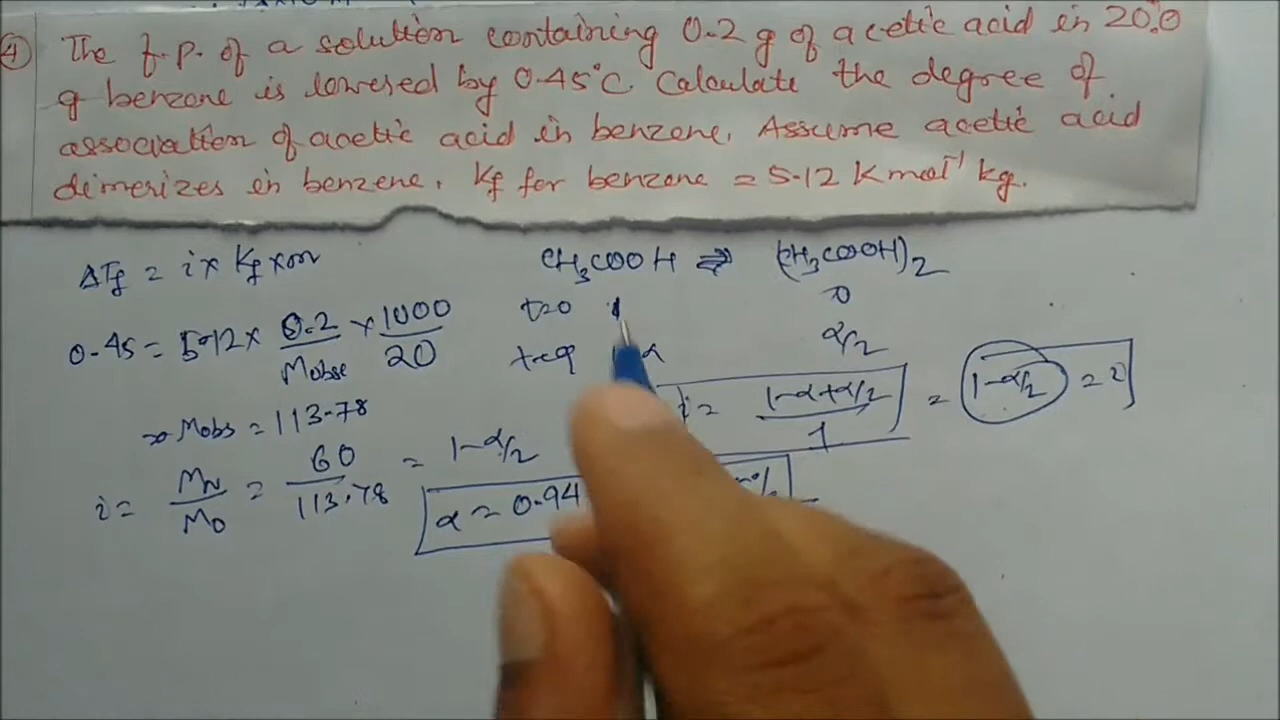 ④ The f.p. of a solution containing 0.2 g of acetic acid in 20.0
g benzene is lowered by 0.45°C. Calculate the degree of
association of acetic acid in benzene. Assume acetic acid
dimerizes in benzene. Kf for benzene = 5.12 K mol⁻¹ kg.
ΔTf = i × Kf × m
0.45 = 5.12 × 0.2/Mobse × 1000/20
Mobs = 113.78
i = MN/MO = 60/113.78 = 1-α/2
α = 0.94
%
CH₃COOH ⇌ (CH₃COOH)₂
t=0 1 0
t=eq α α/2
i = 1-α+α/2/1 = 1-α/2 = i